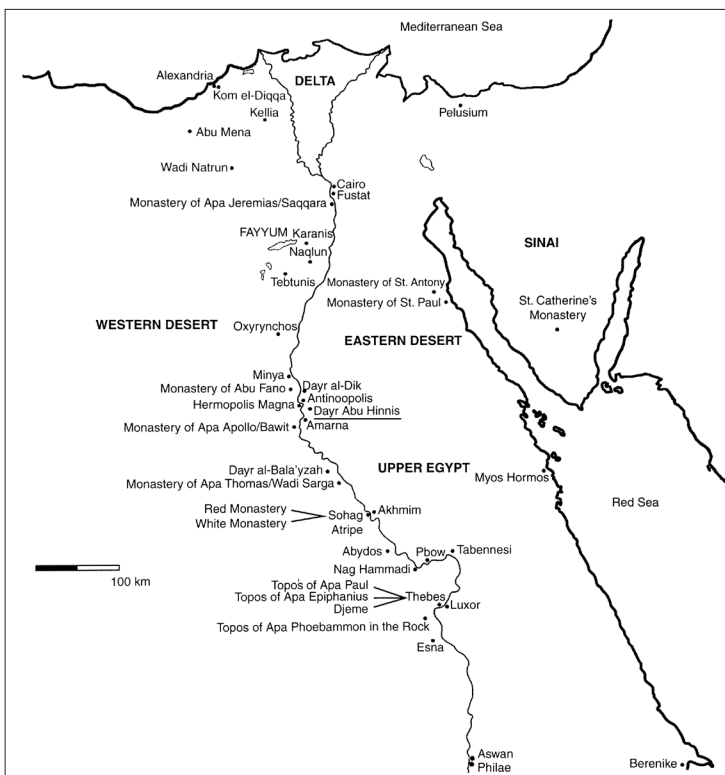 Mediterranean Sea
Alexandria
DELTA
Kom el-Diqqa
Kellia
Pelusium
Abu Mena
Wadi Natrun
Cairo
Fustat
Monastery of Apa Jeremias/Saqqara
FAYYUM Karanis
SINAI
Naqlun
Tebtunis
Monastery of St. Antony
Monastery of St. Paul
St. Catherine's
Monastery
WESTERN DESERT
Oxyrynchos
EASTERN DESERT
Minya
Monastery of Abu Fano
Dayr al-Dik
Antinoopolis
Hermopolis Magna
Dayr Abu Hinnis
Monastery of Apa Apollo/Bawit
Amarna
UPPER EGYPT
Dayr al-Bala'yzah
Myos Hormos
Monastery of Apa Thomas/Wadi Sarga
Red Sea
Red Monastery
White Monastery
Sohag
Akhmim
Atripe
Abydos
Pbow
Tabennesi
Nag Hammadi
100 km
Topos of Apa Paul
Topos of Apa Epiphanius
Djeme
Thebes
Luxor
Topos of Apa Phoebammon in the Rock
Esna
Aswan
Philae
Berenike